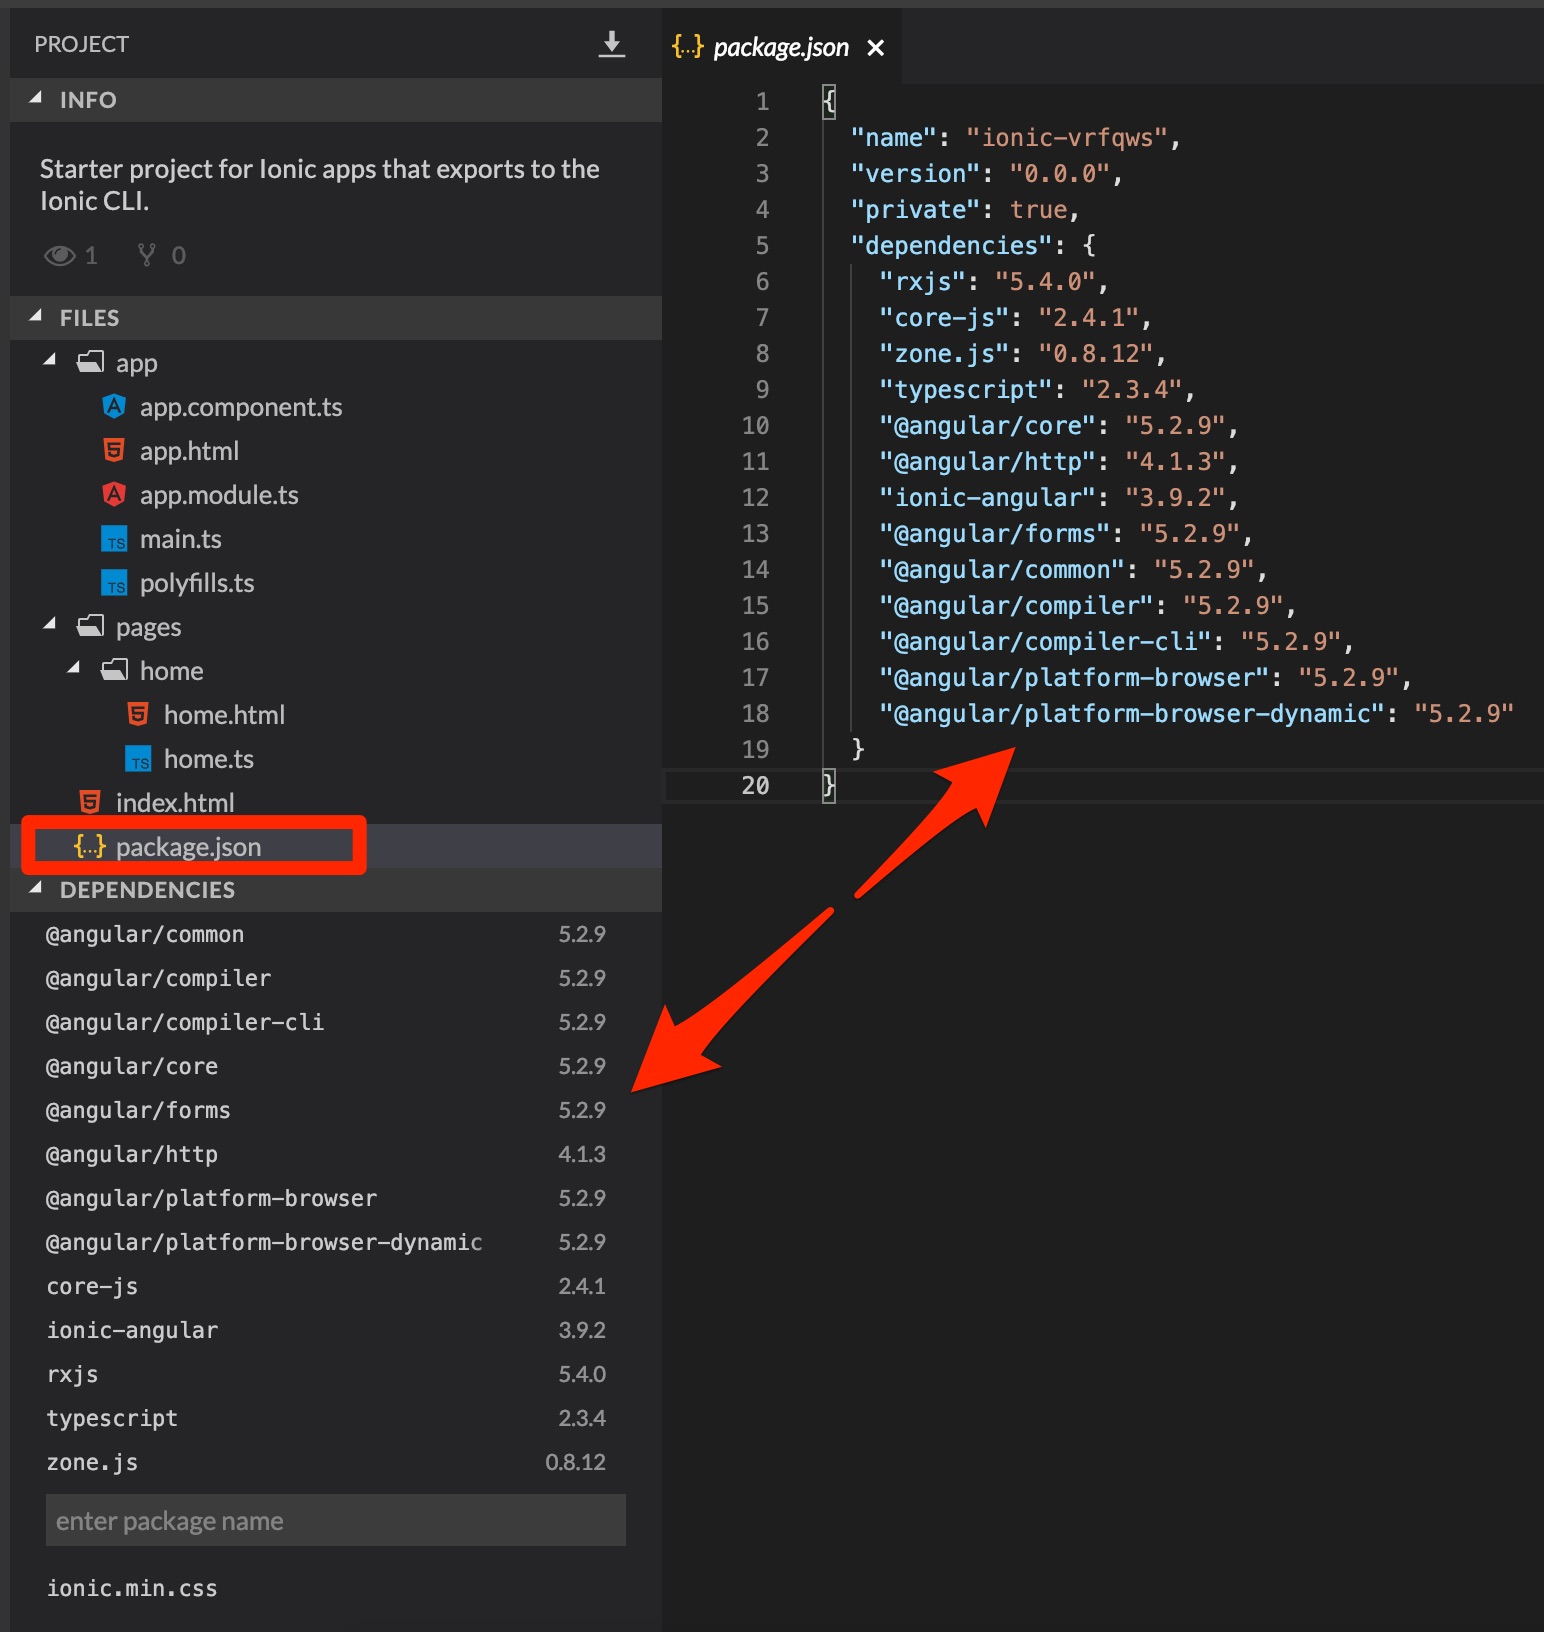 PROJECT
INFO
Starter project for Ionic apps that exports to the
Ionic CLI.
1 0
FILES
app
app.component.ts
app.html
app.module.ts
TS main.ts
TS polyfills.ts
pages
home
home.html
TS home.ts
index.html
{...} package.json
DEPENDENCIES
@angular/common 5.2.9
@angular/compiler 5.2.9
@angular/compiler-cli 5.2.9
@angular/core 5.2.9
@angular/forms 5.2.9
@angular/http 4.1.3
@angular/platform-browser 5.2.9
@angular/platform-browser-dynamic 5.2.9
core-js 2.4.1
ionic-angular 3.9.2
rxjs 5.4.0
typescript 2.3.4
zone.js 0.8.12
enter package name
ionic.min.css
{...} package.json ×
1 {
2 "name": "ionic-vrfqws",
3 "version": "0.0.0",
4 "private": true,
5 "dependencies": {
6 "rxjs": "5.4.0",
7 "core-js": "2.4.1",
8 "zone.js": "0.8.12",
9 "typescript": "2.3.4",
10 "@angular/core": "5.2.9",
11 "@angular/http": "4.1.3",
12 "ionic-angular": "3.9.2",
13 "@angular/forms": "5.2.9",
14 "@angular/common": "5.2.9",
15 "@angular/compiler": "5.2.9",
16 "@angular/compiler-cli": "5.2.9",
17 "@angular/platform-browser": "5.2.9",
18 "@angular/platform-browser-dynamic": "5.2.9"
19 }
20 }